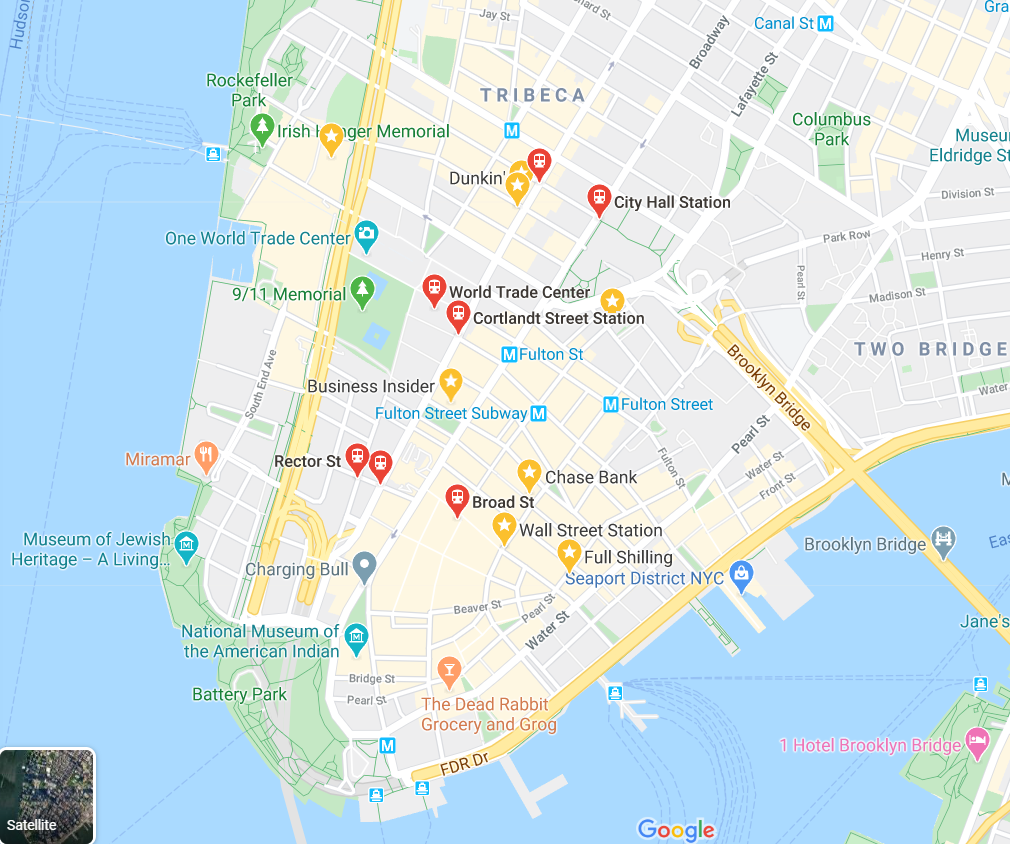 Hudson
Jay St
Canal St
Gra
Broadway
Lafayette St
Rockefeller
Park
TRIBECA
Columbus
Park
Irish Hunger Memorial
Museum
Eldridge St
Dunkin'
City Hall Station
Division St
One World Trade Center
Park Row
Henry St
Pearl St
9/11 Memorial
World Trade Center
Madison St
Cortlandt Street Station
Fulton St
TWO BRIDGE
South End Ave
Brooklyn Bridge
Business Insider
Water
Fulton Street Subway
Fulton Street
Pearl St
Miramar
Rector St
Fulton St
Water St
Front St
Chase Bank
Broad St
Wall Street Station
Museum of Jewish
Heritage – A Living...
Brooklyn Bridge
Eas
Full Shilling
Charging Bull
Seaport District NYC
Beaver St
Pearl St
Water St
Jane's
National Museum of
the American Indian
Bridge St
Battery Park
Pearl St
The Dead Rabbit
Grocery and Grog
1 Hotel Brooklyn Bridge
FDR Dr
Satellite
Google